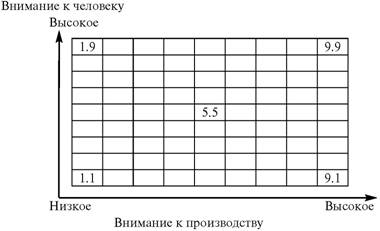 Внимание к человеку
Высокое
1.9 9.9
5.5
1.1 9.1
Низкое Высокое
Внимание к производству